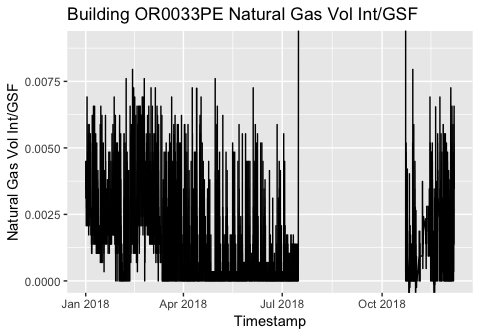 Building OR0033PE Natural Gas Vol Int/GSF
Natural Gas Vol Int/GSF
0.0075
0.0050
0.0025
0.0000
Jan 2018 Apr 2018 Jul 2018 Oct 2018
Timestamp